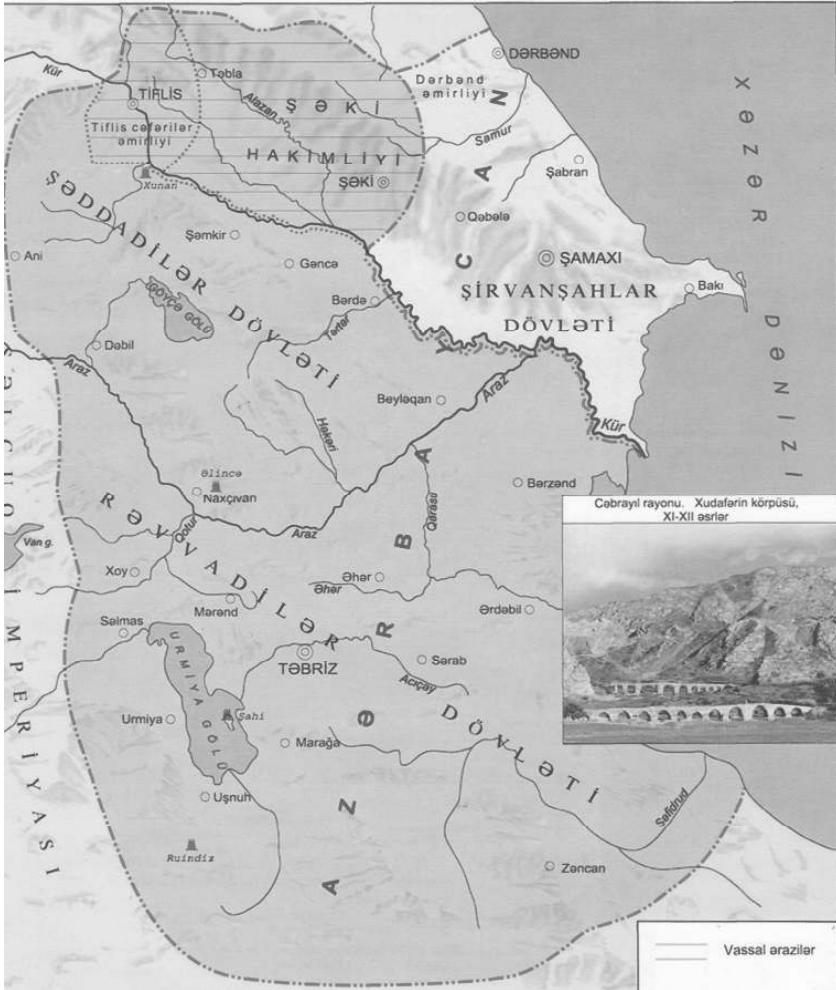 DƏRBƏND
Dərbənd
əmirliyi
Təbla
Kür
TİFLİS
Alazan
ŞƏKİ
Samur
Tiflis cəfərilər
əmirliyi
HAKİMLİYİ
Şabran
ŞƏKİ
Xunan
Qəbələ
XƏZƏR DƏNİZİ
Şəmkir
Ani
Gəncə
ŞAMAXI
ŞƏDDADİLƏR DÖVLƏTİ
GÖYÇƏ GÖLÜ
ŞİRVANŞAHLAR
DÖVLƏTİ
Bakı
Bərdə
Tərtər
Dəbil
Araz
Beyləqan
Araz
Kür
Həkəri
Əlincə
Naxçıvan
Bərzənd
Qarasu
Cəbrayıl rayonu. Xudafərin körpüsü,
XI-XII əsrlər
Araz
Qotur
Van g.
Xoy
Əhər
Əhər
RƏVVADİLƏR DÖVLƏTİ
Mərənd
Ərdəbil
Səlmas
TƏBRİZ
Sərab
Acıçay
URMİYA GÖLÜ
Şahi
Urmiya
Marağa
Uşnuh
Səfidrud
Ruindiz
Zəncan
AZƏRBAYCAN
İMPERİYASI
Vassal ərazilər